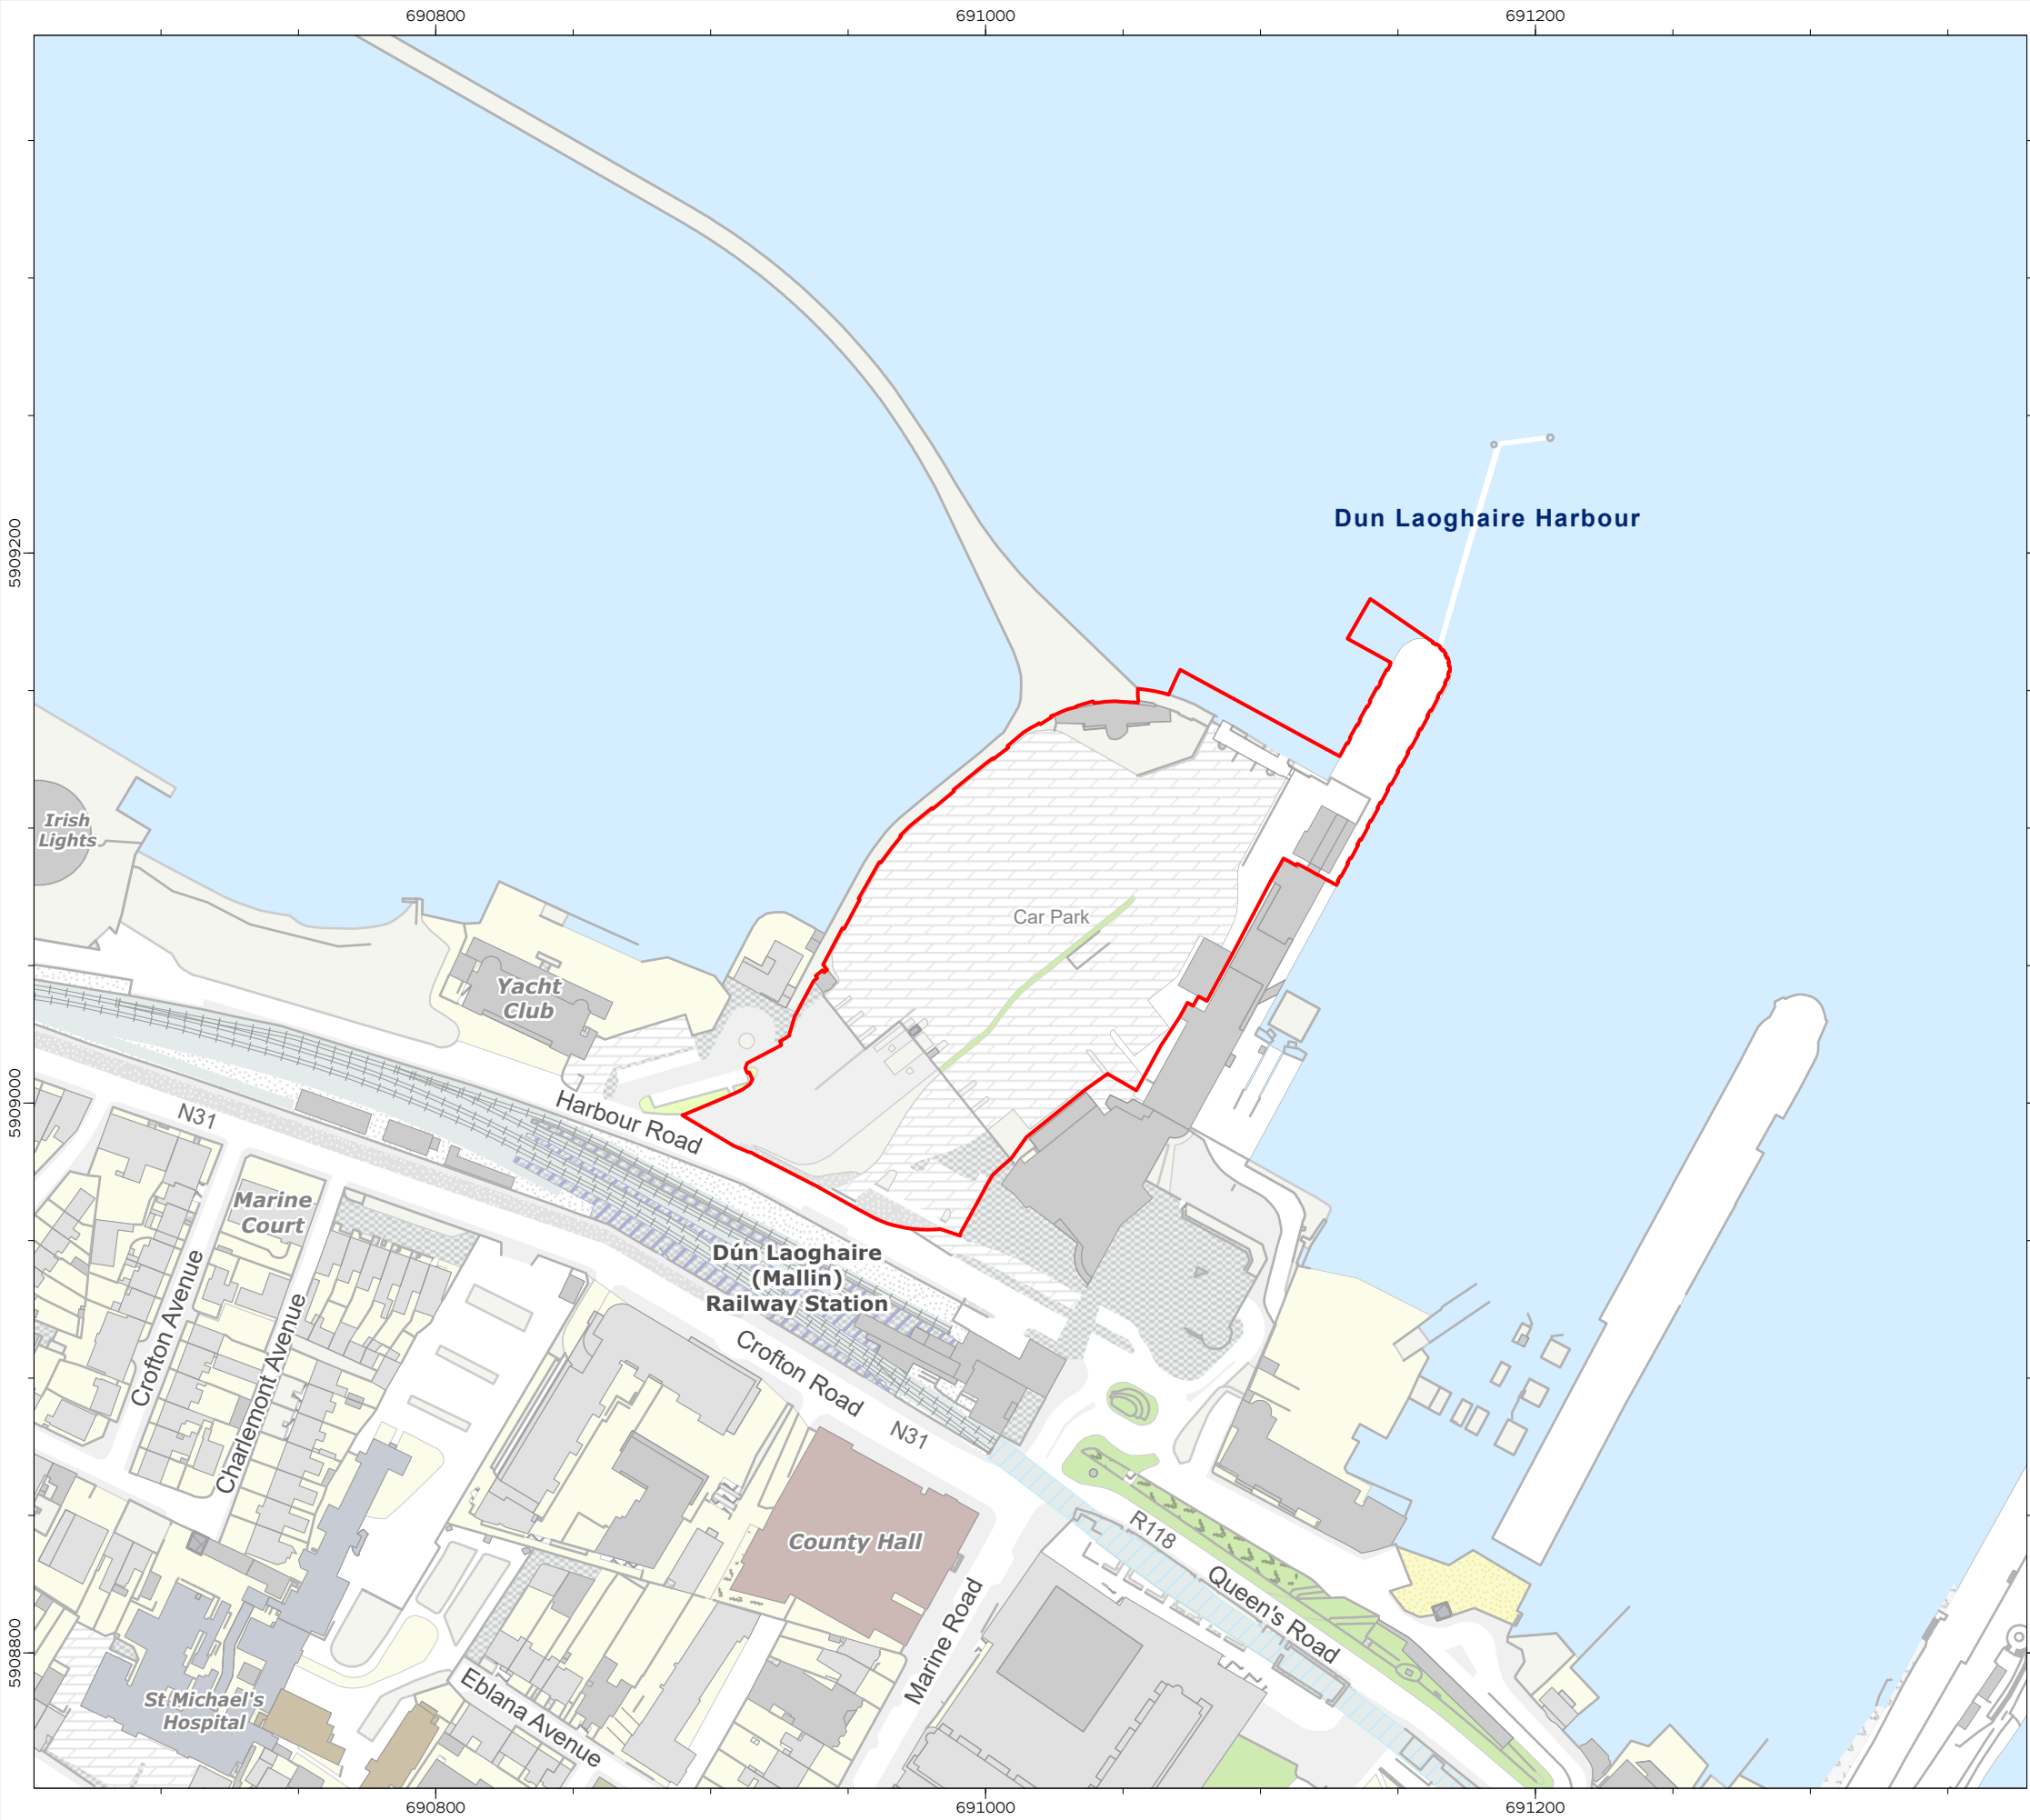 690800
691000
691200
5909200
Dun Laoghaire Harbour
Irish
Lights
Car Park
Yacht
Club
5909000
Harbour Road
N31
Marine
Court
Dún Laoghaire
(Mallin)
Railway Station
Crofton Avenue
Charlemont Avenue
Crofton Road
N31
County Hall
R118
Queen's Road
Marine Road
5908800
St Michael's
Hospital
Eblana Avenue
690800
691000
691200